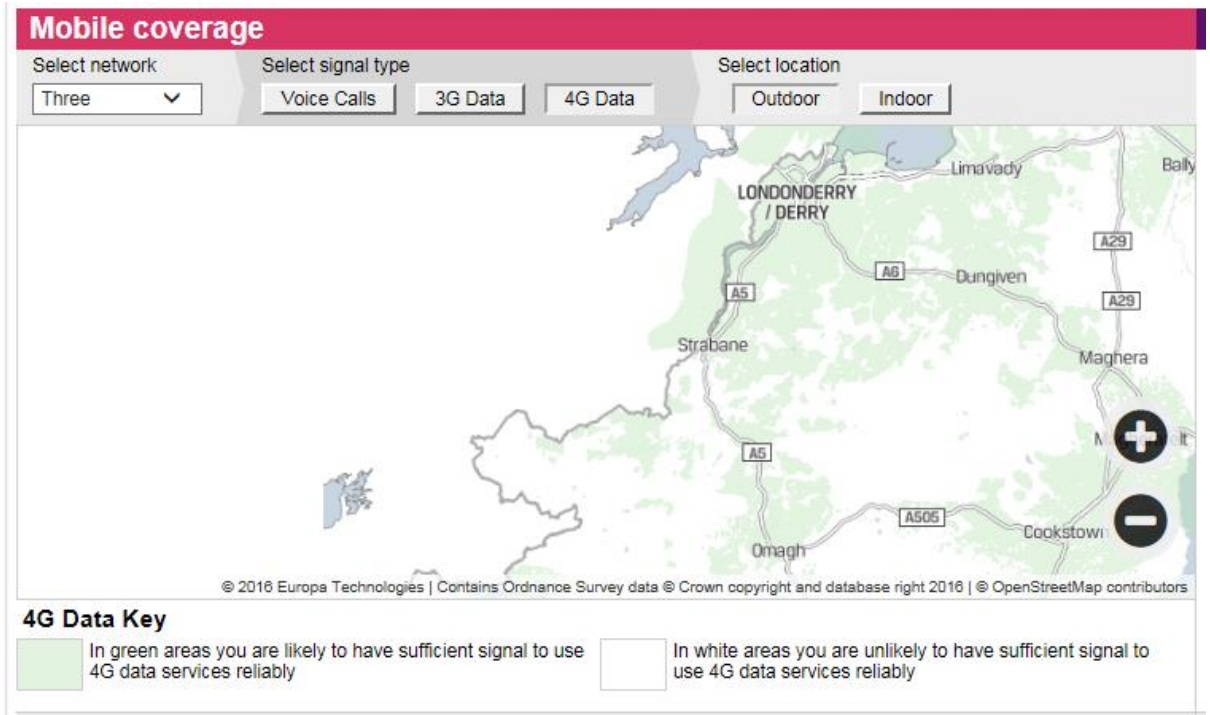 Mobile coverage
Select network
Select signal type
Select location
Three
Voice Calls
3G Data
4G Data
Outdoor
Indoor
Limavady
Bally
LONDONDERRY
/ DERRY
A29
A6
Dungiven
A5
A29
Strabane
Maghera
A5
A505
Cookstown
Omagh
© 2016 Europa Technologies | Contains Ordnance Survey data © Crown copyright and database right 2016 | © OpenStreetMap contributors
4G Data Key
In green areas you are likely to have sufficient signal to use
4G data services reliably
In white areas you are unlikely to have sufficient signal to
use 4G data services reliably